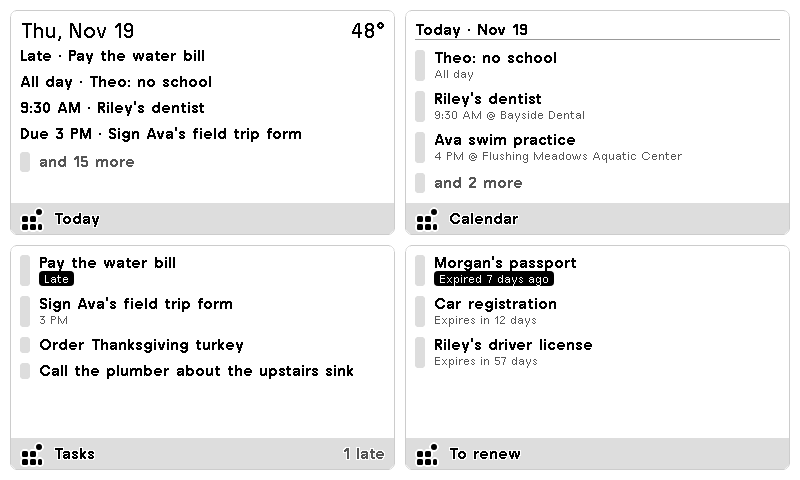 Thu, Nov 19
48°
Late · Pay the water bill
All day · Theo: no school
9:30 AM · Riley's dentist
Due 3 PM · Sign Ava's field trip form
and 15 more
Today
Today · Nov 19
Theo: no school
All day
Riley's dentist
9:30 AM @ Bayside Dental
Ava swim practice
4 PM @ Flushing Meadows Aquatic Center
and 2 more
Calendar
Pay the water bill
Late
Sign Ava's field trip form
3 PM
Order Thanksgiving turkey
Call the plumber about the upstairs sink
Tasks
1 late
Morgan's passport
Expired 7 days ago
Car registration
Expires in 12 days
Riley's driver license
Expires in 57 days
To renew